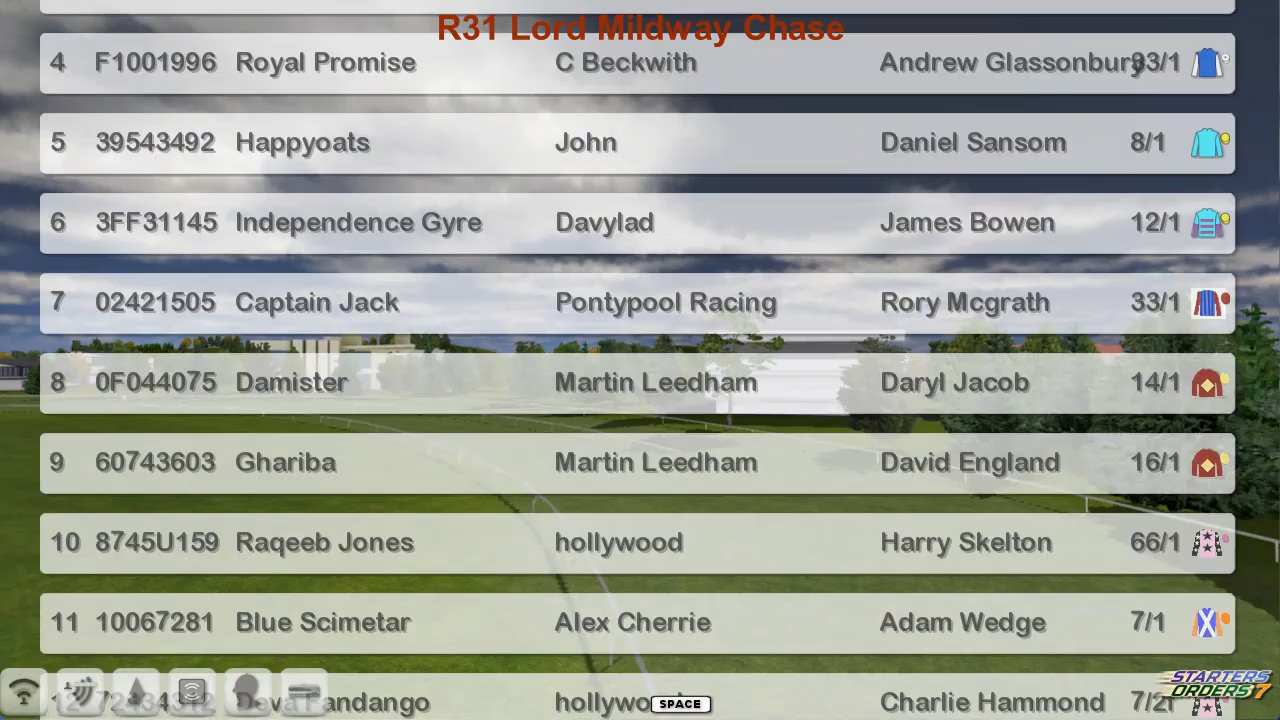 R31 Lord Mildway Chase
4 F1001996 Royal Promise C Beckwith Andrew Glassonbury 33/1
5 39543492 Happyoats John Daniel Sansom 8/1
6 3FF31145 Independence Gyre Davylad James Bowen 12/1
7 02421505 Captain Jack Pontypool Racing Rory Mcgrath 33/1
8 0F044075 Damister Martin Leedham Daryl Jacob 14/1
9 60743603 Ghariba Martin Leedham David England 16/1
10 8745U159 Raqeeb Jones hollywood Harry Skelton 66/1
11 10067281 Blue Scimetar Alex Cherrie Adam Wedge 7/1
Fandango Charlie Hammond
SPACE
STARTERS
ORDERS 7